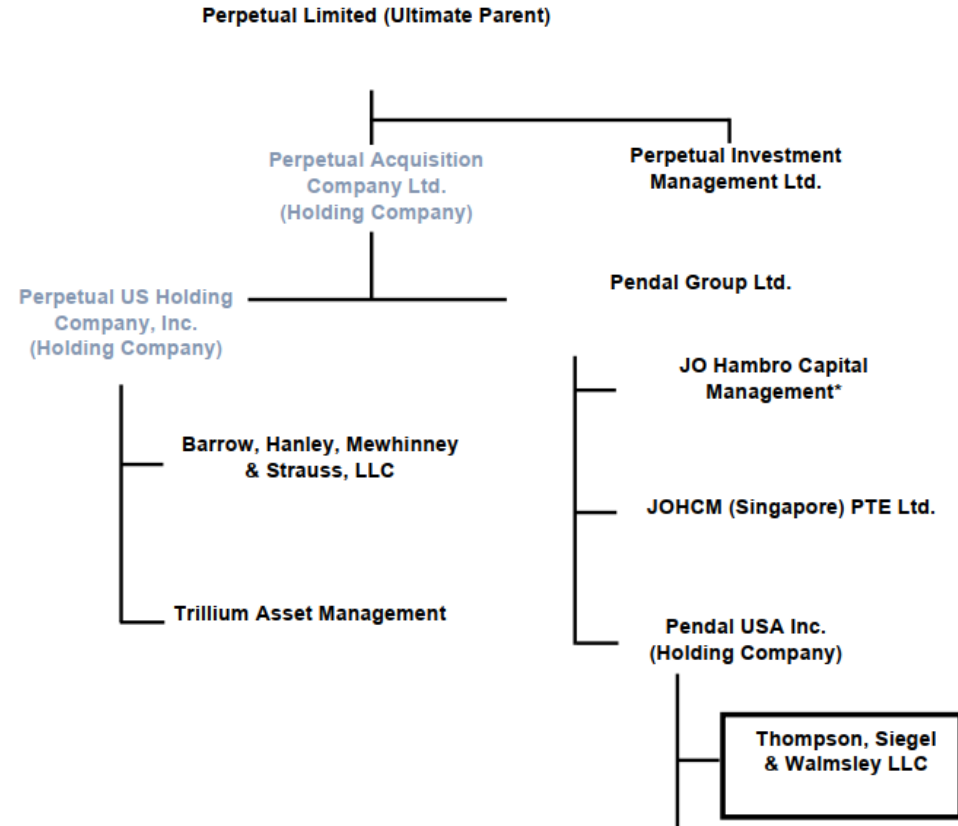 Perpetual Limited (Ultimate Parent)
Perpetual Acquisition
Company Ltd.
(Holding Company)
Perpetual Investment
Management Ltd.
Perpetual US Holding
Company, Inc.
(Holding Company)
Pendal Group Ltd.
JO Hambro Capital
Management*
Barrow, Hanley, Mewhinney
& Strauss, LLC
JOHCM (Singapore) PTE Ltd.
Trillium Asset Management
Pendal USA Inc.
(Holding Company)
Thompson, Siegel
& Walmsley LLC